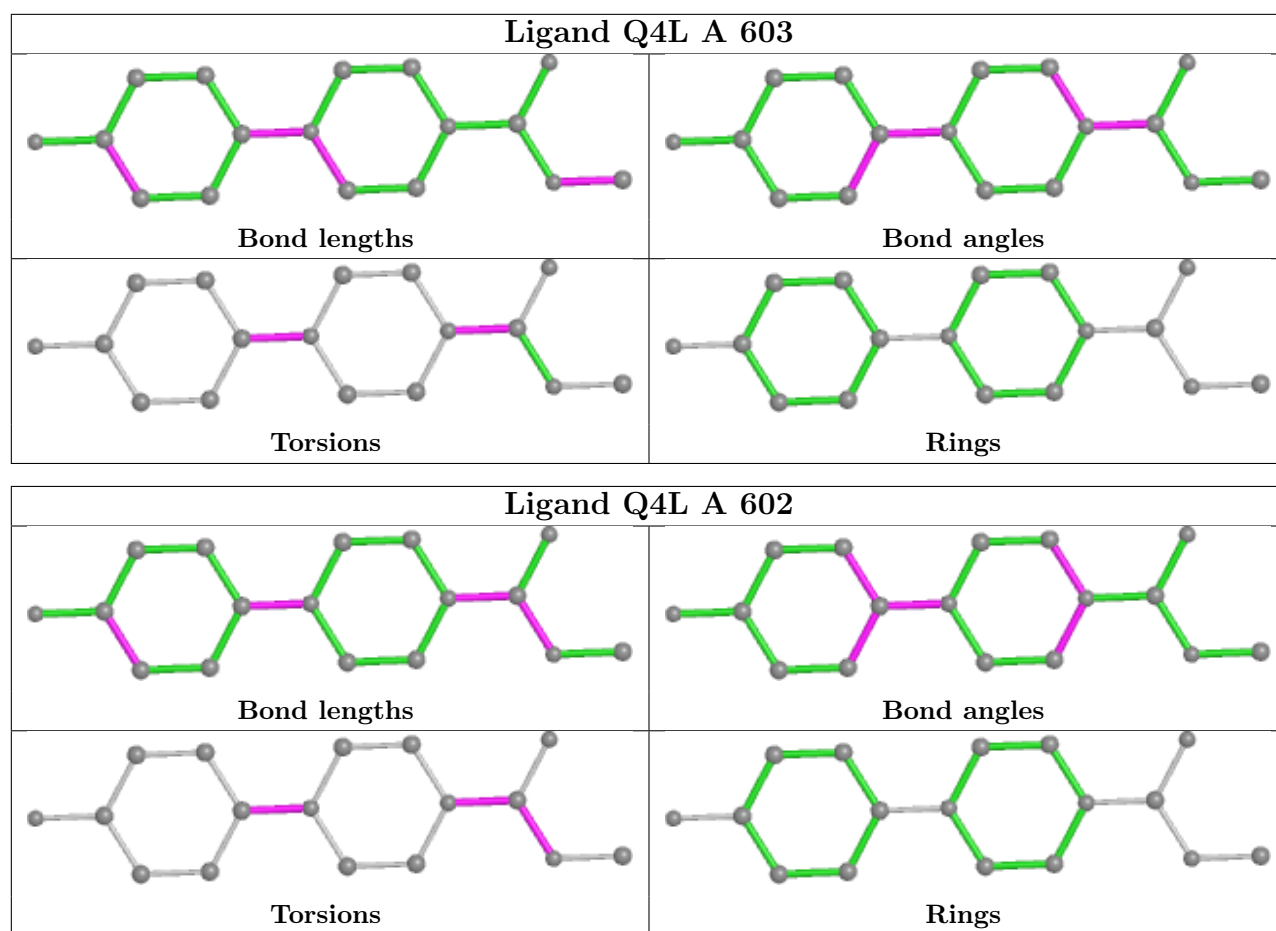 Ligand Q4L A 603
Bond lengths
Bond angles
Torsions
Rings
Ligand Q4L A 602
Bond lengths
Bond angles
Torsions
Rings